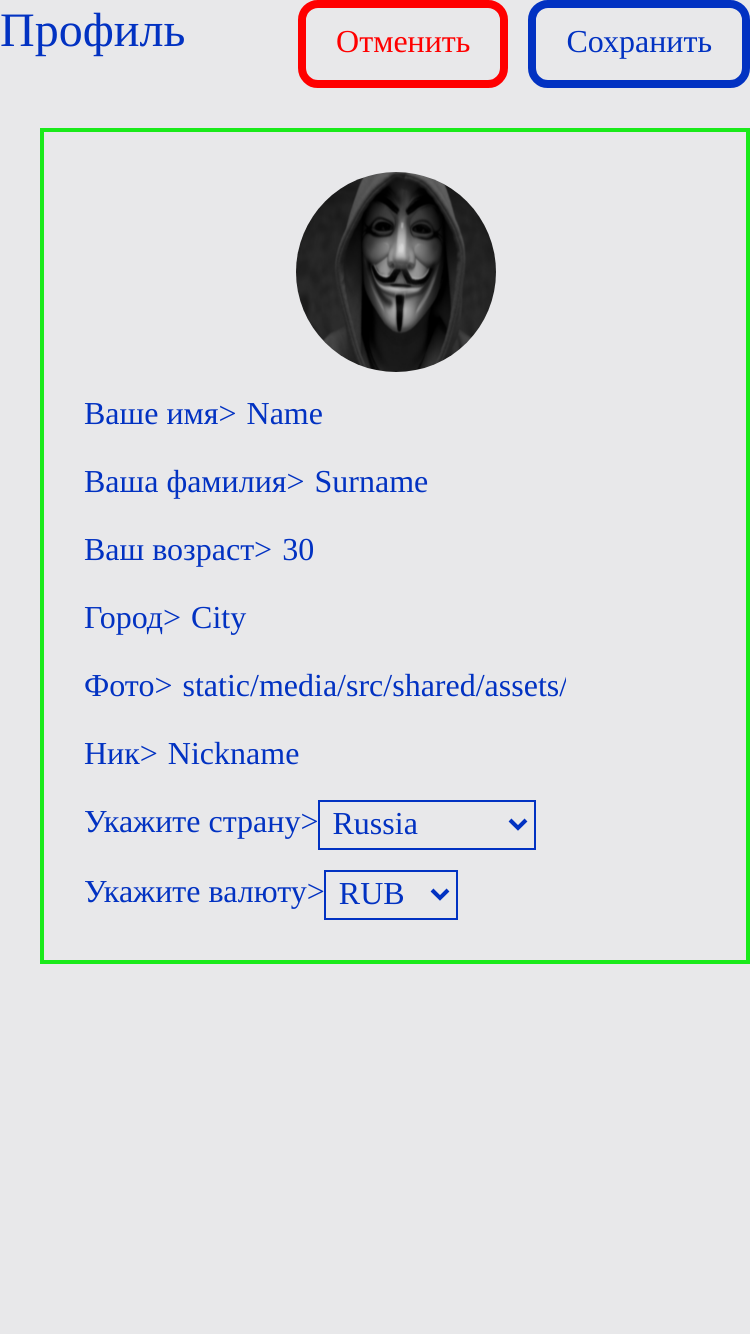 Профиль
Отменить
Сохранить
Ваше имя> Name
Ваша фамилия> Surname
Ваш возраст> 30
Город> City
Фото> static/media/src/shared/assets/
Ник> Nickname
Укажите страну> Russia
Укажите валюту> RUB